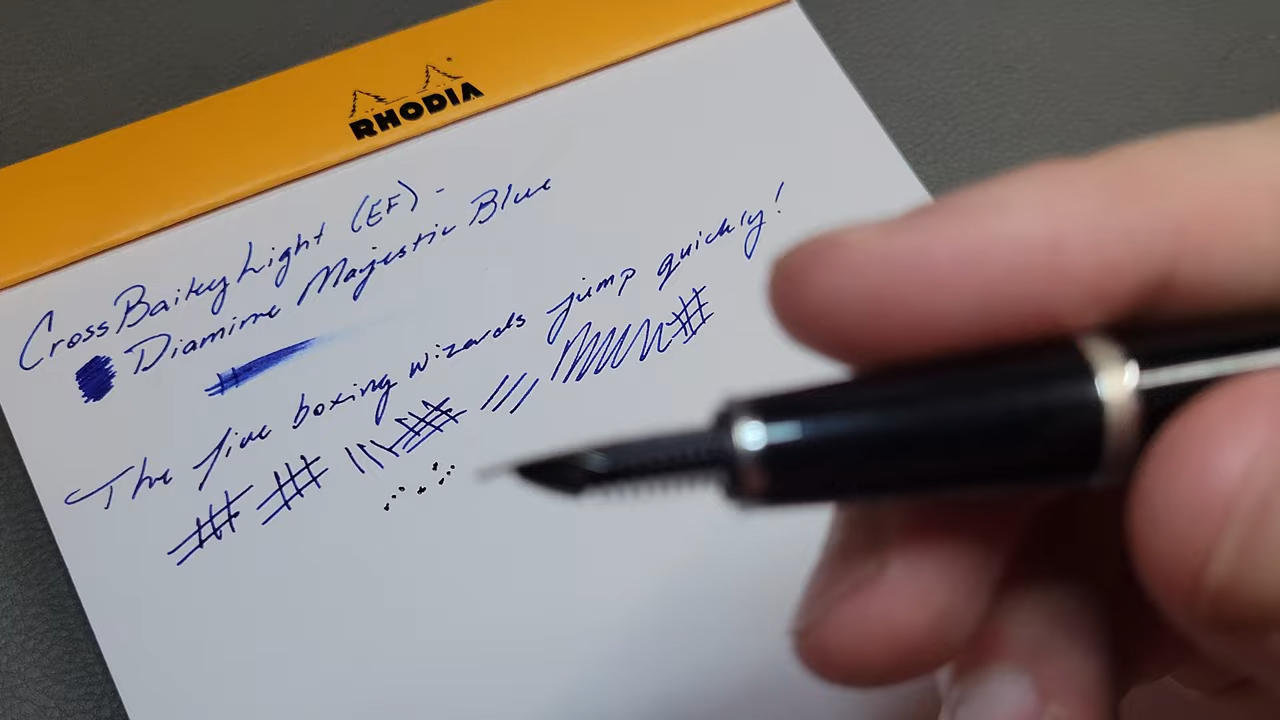 RHODIA
Cross Bailey Light (EF) -
Diamine Majestic Blue
The five boxing wizards jump quickly!